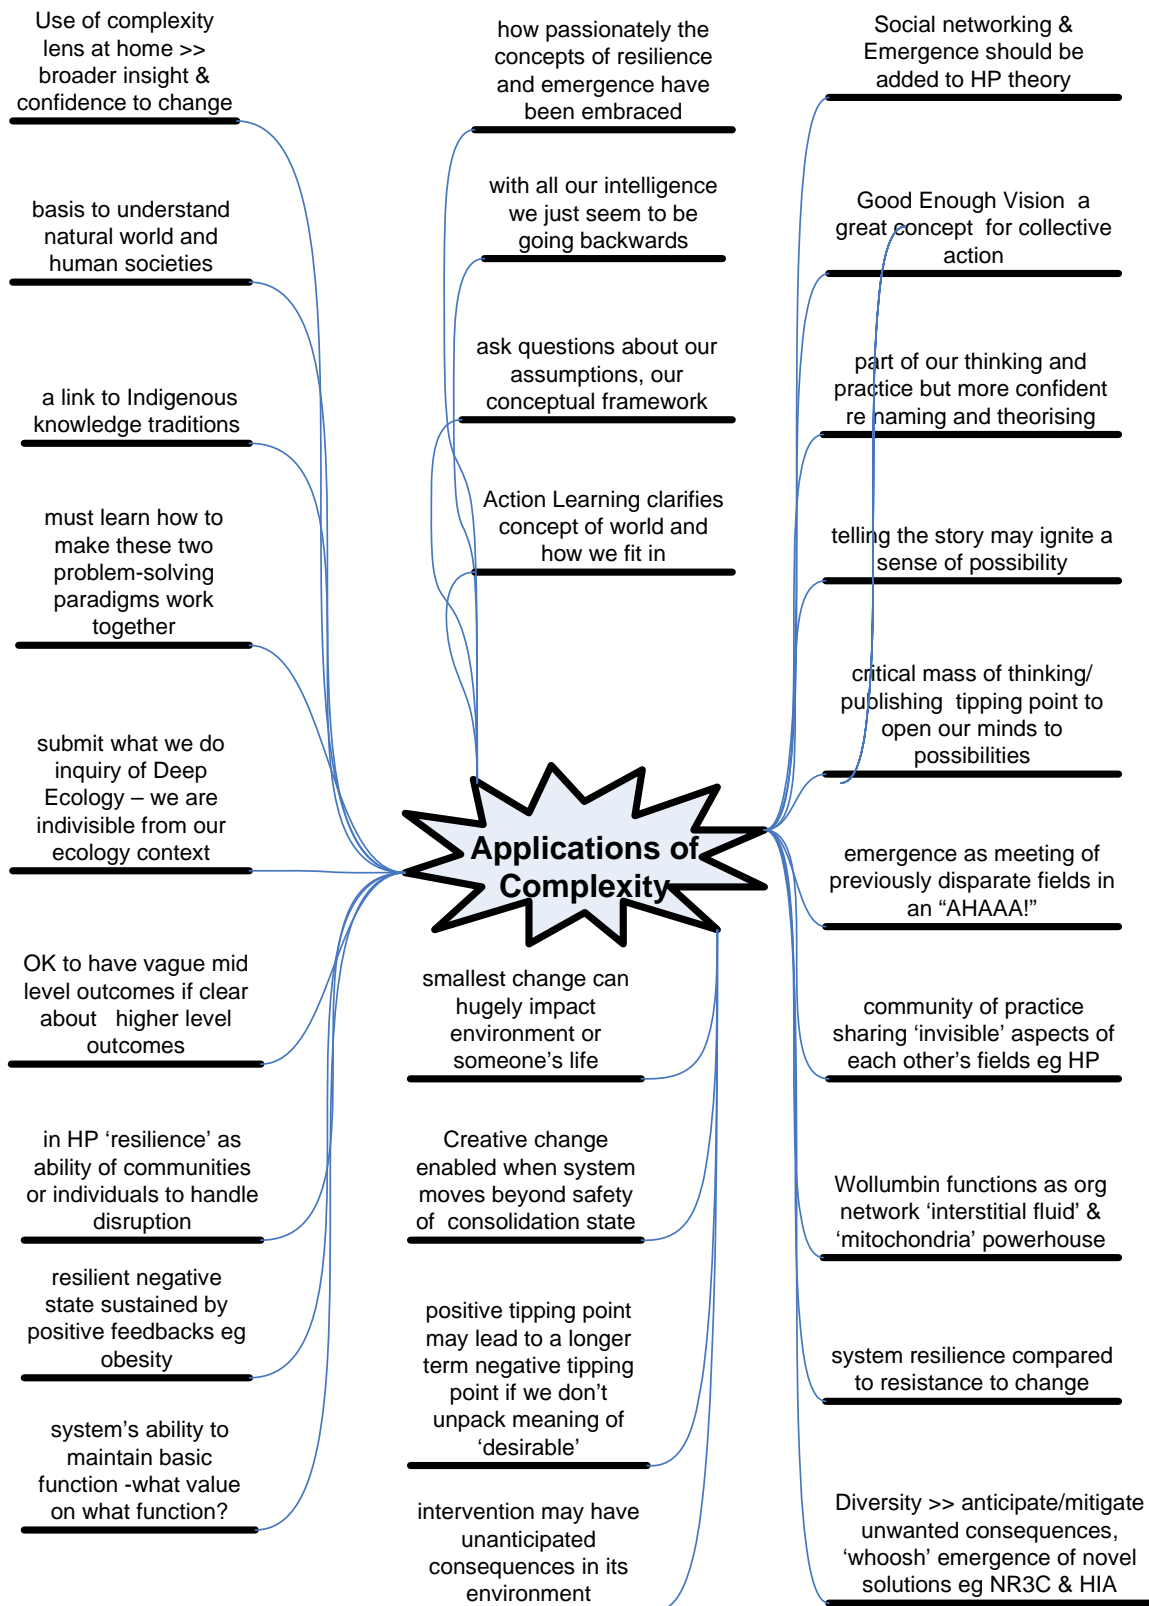 Use of complexity
lens at home >>
broader insight &
confidence to change
basis to understand
natural world and
human societies
a link to Indigenous
knowledge traditions
must learn how to
make these two
problem-solving
paradigms work
together
submit what we do
inquiry of Deep
Ecology – we are
indivisible from our
ecology context
OK to have vague mid
level outcomes if clear
about higher level
outcomes
in HP ‘resilience’ as
ability of communities
or individuals to handle
disruption
resilient negative
state sustained by
positive feedbacks eg
obesity
system’s ability to
maintain basic
function -what value
on what function?
how passionately the
concepts of resilience
and emergence have
been embraced
with all our intelligence
we just seem to be
going backwards
ask questions about our
assumptions, our
conceptual framework
Action Learning clarifies
concept of world and
how we fit in
Applications of
Complexity
smallest change can
hugely impact
environment or
someone’s life
Creative change
enabled when system
moves beyond safety
of consolidation state
positive tipping point
may lead to a longer
term negative tipping
point if we don’t
unpack meaning of
‘desirable’
intervention may have
unanticipated
consequences in its
environment
Social networking &
Emergence should be
added to HP theory
Good Enough Vision a
great concept for collective
action
part of our thinking and
practice but more confident
re naming and theorising
telling the story may ignite a
sense of possibility
critical mass of thinking/
publishing tipping point to
open our minds to
possibilities
emergence as meeting of
previously disparate fields in
an “AHAAA!”
community of practice
sharing ‘invisible’ aspects of
each other’s fields eg HP
Wollumbin functions as org
network ‘interstitial fluid’ &
‘mitochondria’ powerhouse
system resilience compared
to resistance to change
Diversity >> anticipate/mitigate
unwanted consequences,
‘whoosh’ emergence of novel
solutions eg NR3C & HIA